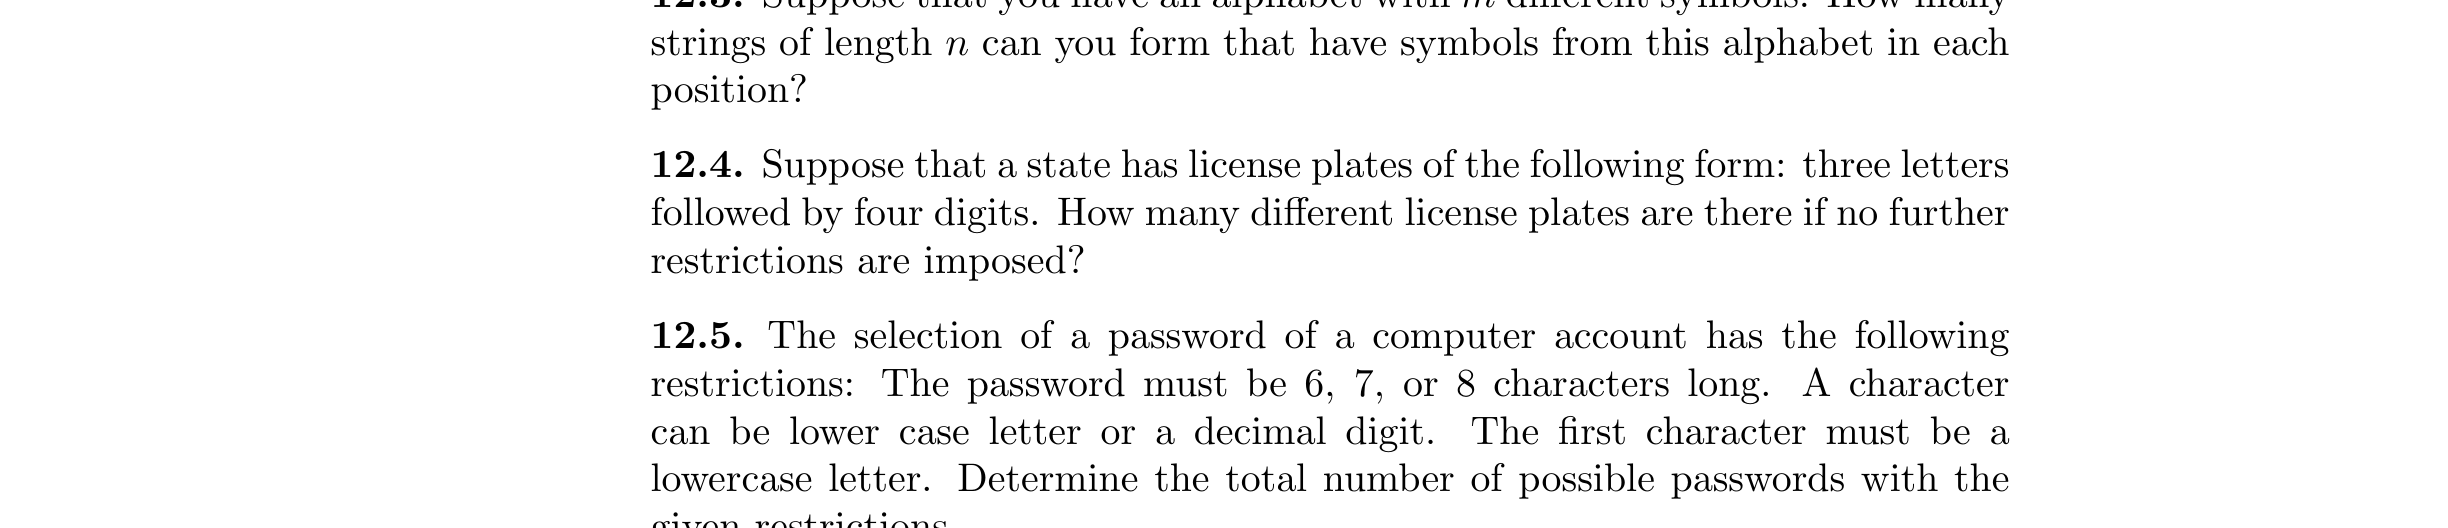 12.3. Suppose that you have an alphabet with m different symbols. How many
strings of length n can you form that have symbols from this alphabet in each
position?
12.4. Suppose that a state has license plates of the following form: three letters
followed by four digits. How many different license plates are there if no further
restrictions are imposed?
12.5. The selection of a password of a computer account has the following
restrictions: The password must be 6, 7, or 8 characters long. A character
can be lower case letter or a decimal digit. The first character must be a
lowercase letter. Determine the total number of possible passwords with the
given restrictions.